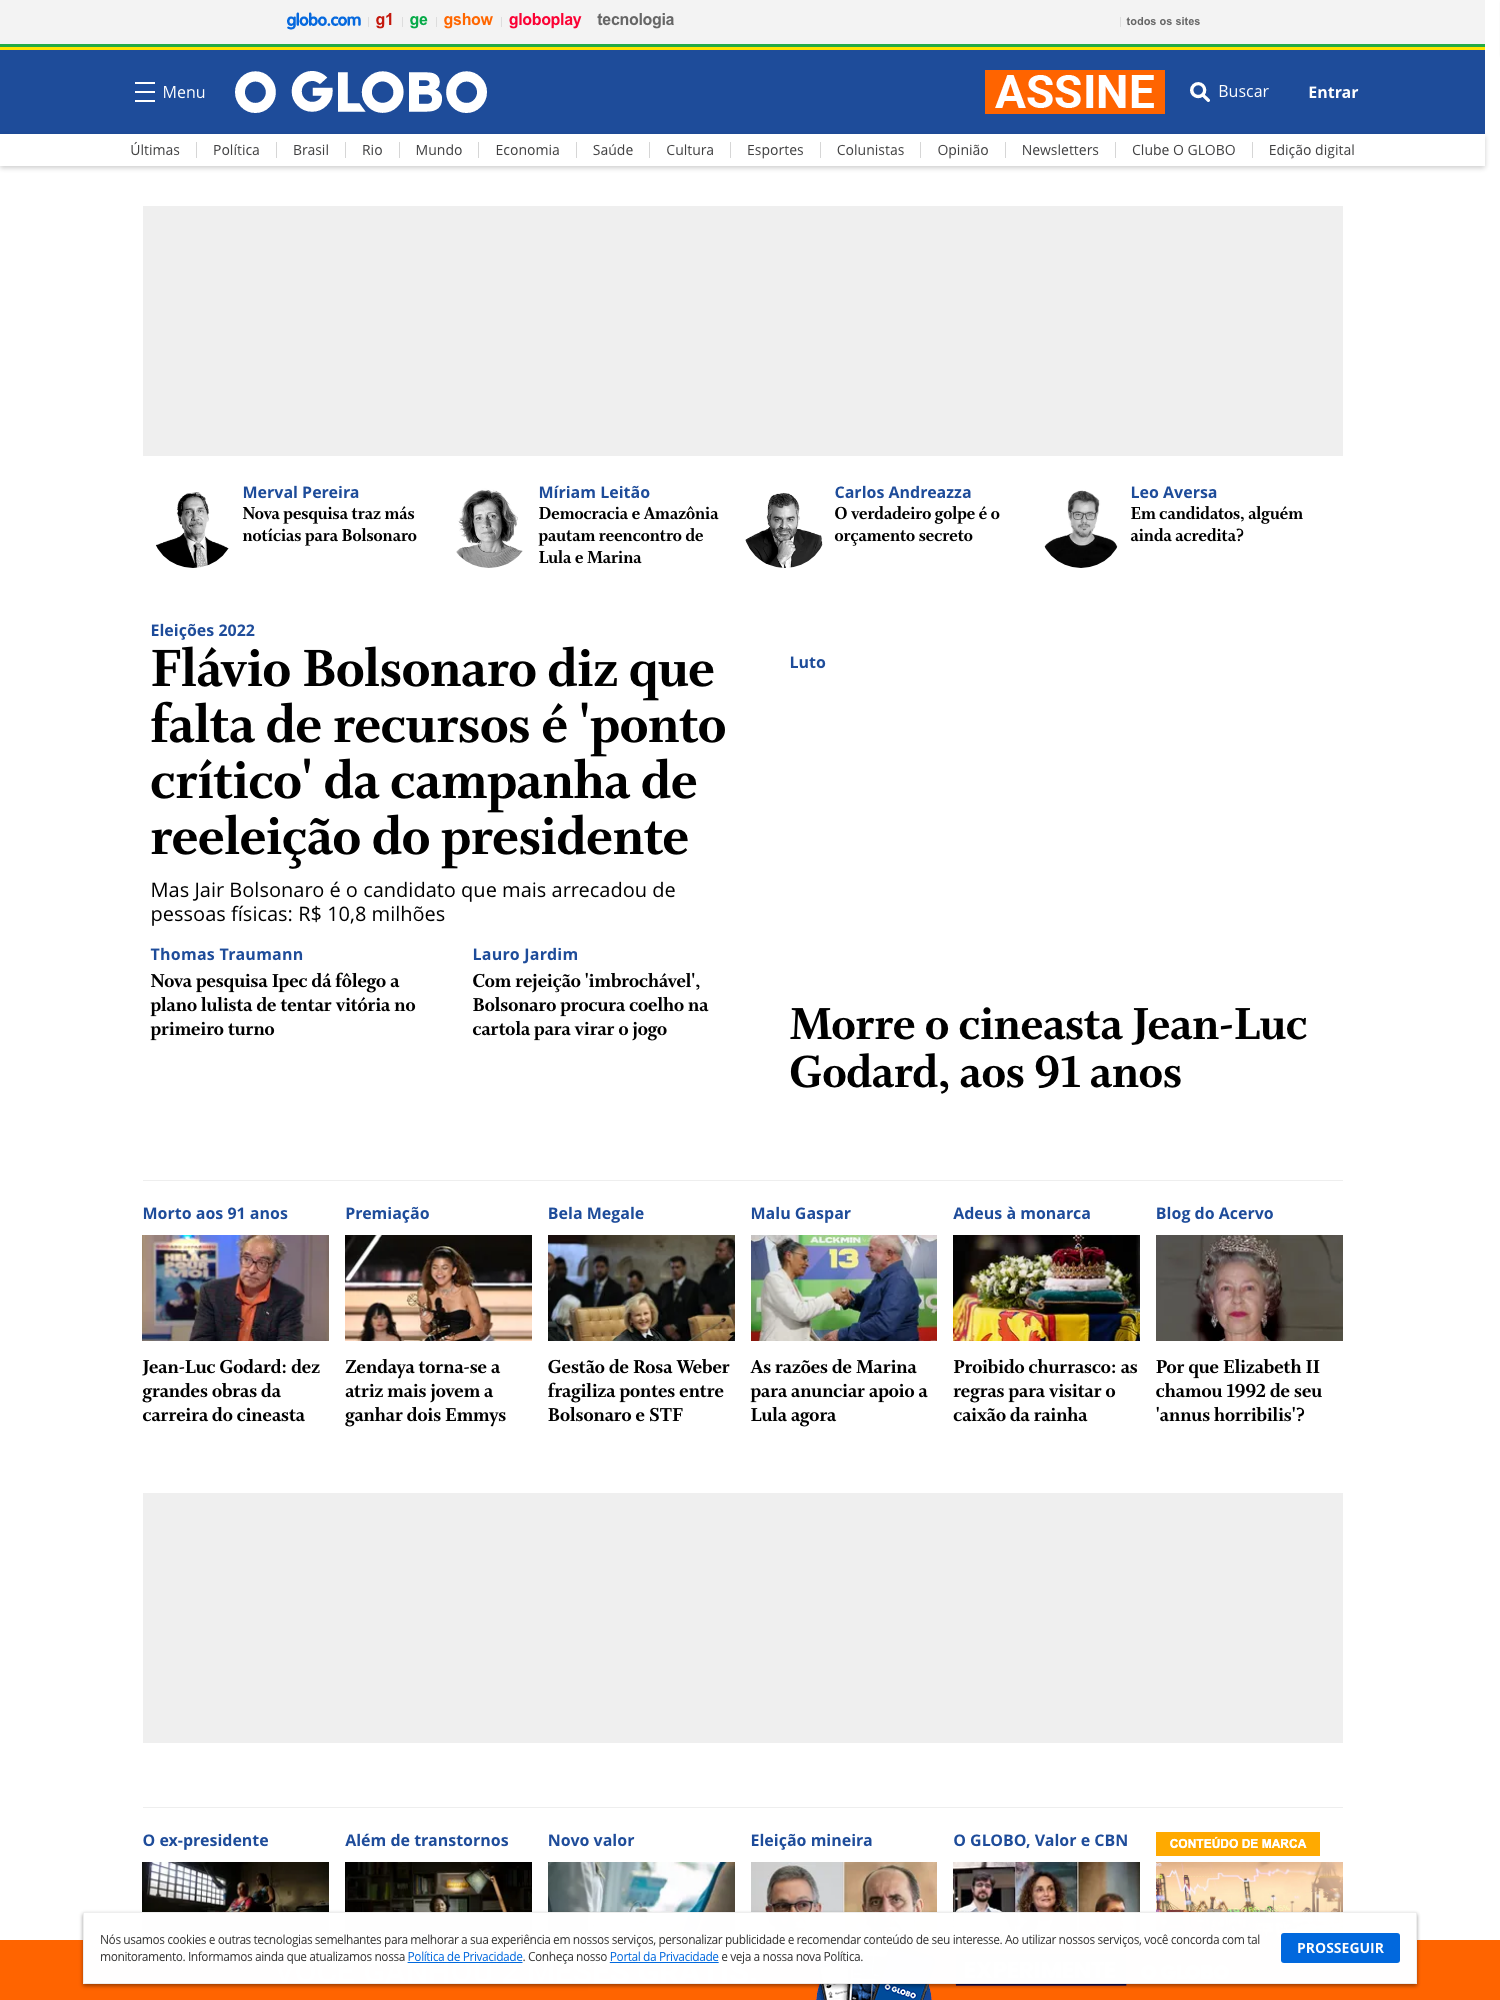 globo.com
g1
ge
gshow
globoplay
tecnologia
todos os sites
Menu
O GLOBO
ASSINE
Buscar
Entrar
Últimas
Política
Brasil
Rio
Mundo
Economia
Saúde
Cultura
Esportes
Colunistas
Opinião
Newsletters
Clube O GLOBO
Edição digital
Merval Pereira
Nova pesquisa traz más
notícias para Bolsonaro
Míriam Leitão
Democracia e Amazônia
pautam reencontro de
Lula e Marina
Carlos Andreazza
O verdadeiro golpe é o
orçamento secreto
Leo Aversa
Em candidatos, alguém
ainda acredita?
Eleições 2022
Flávio Bolsonaro diz que
falta de recursos é 'ponto
crítico' da campanha de
reeleição do presidente
Mas Jair Bolsonaro é o candidato que mais arrecadou de
pessoas físicas: R$ 10,8 milhões
Thomas Traumann
Nova pesquisa Ipec dá fôlego a
plano lulista de tentar vitória no
primeiro turno
Lauro Jardim
Com rejeição 'imbrochável',
Bolsonaro procura coelho na
cartola para virar o jogo
Luto
Morre o cineasta Jean-Luc
Godard, aos 91 anos
Morto aos 91 anos
Jean-Luc Godard: dez
grandes obras da
carreira do cineasta
Premiação
Zendaya torna-se a
atriz mais jovem a
ganhar dois Emmys
Bela Megale
Gestão de Rosa Weber
fragiliza pontes entre
Bolsonaro e STF
Malu Gaspar
ALCKMIN
13
As razões de Marina
para anunciar apoio a
Lula agora
Adeus à monarca
Proibido churrasco: as
regras para visitar o
caixão da rainha
Blog do Acervo
Por que Elizabeth II
chamou 1992 de seu
'annus horribilis'?
O ex-presidente
Além de transtornos
Novo valor
Eleição mineira
O GLOBO, Valor e CBN
CONTEÚDO DE MARCA
Nós usamos cookies e outras tecnologias semelhantes para melhorar a sua experiência em nossos serviços, personalizar publicidade e recomendar conteúdo de seu interesse. Ao utilizar nossos serviços, você concorda com tal
monitoramento. Informamos ainda que atualizamos nossa Política de Privacidade. Conheça nosso Portal da Privacidade e veja a nossa nova Política.
PROSSEGUIR
O GLOBO